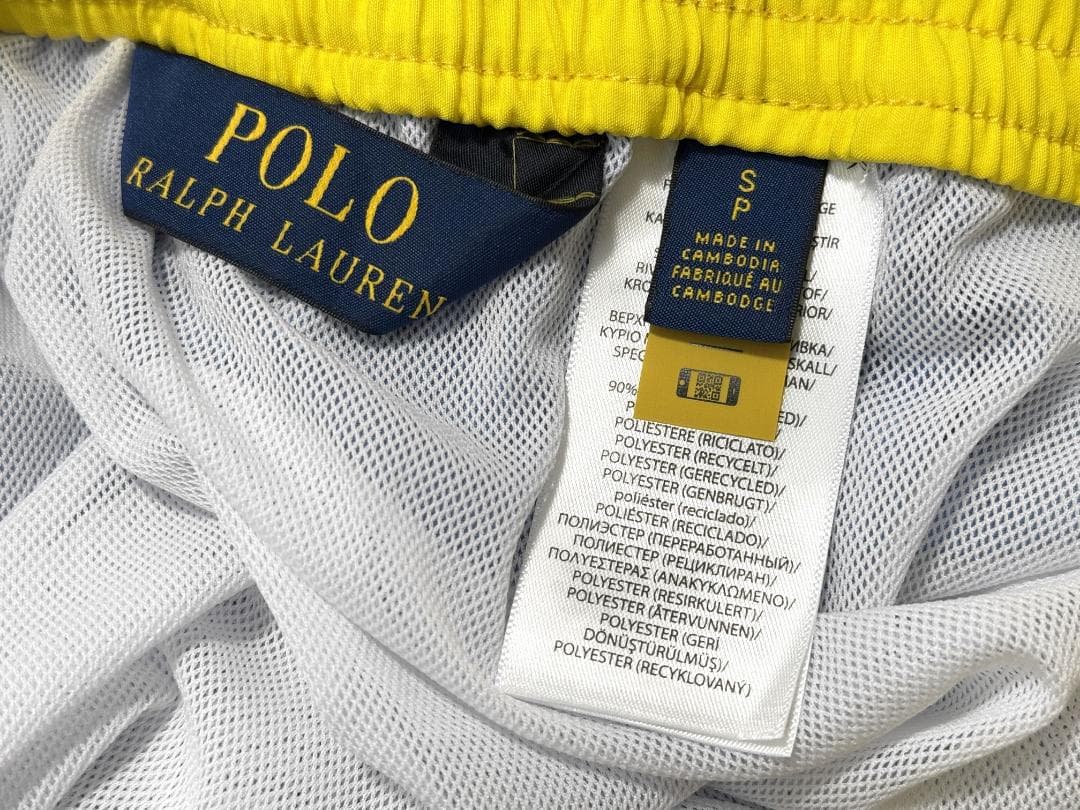 POLO
RALPH LAUREN
S
P
MADE IN
CAMBODIA
FABRIQUÉ AU
CAMBODGE
90%
POLIESTERE (RICICLATO)/
POLYESTER (RECYCELT)/
POLYESTER (GERECYCLED)/
POLYESTER (GENBRUGT)/
poliéster (reciclado)/
POLIÉSTER (RECICLADO)/
ПОЛИЭСТЕР (ПЕРЕРАБОТАННЫЙ)/
ПОЛИЕСТЕР (РЕЦИКЛИРАН)/
ΠΟΛΥΕΣΤΕΡΑΣ (ΑΝΑΚΥΚΛΩΜΕΝΟ)/
POLYESTER (RESIRKULERT)/
POLYESTER (ÅTERVUNNEN)/
POLYESTER (GERİ
DÖNÜŞTÜRÜLMÜŞ)/
POLYESTER (RECYKLOVANÝ)